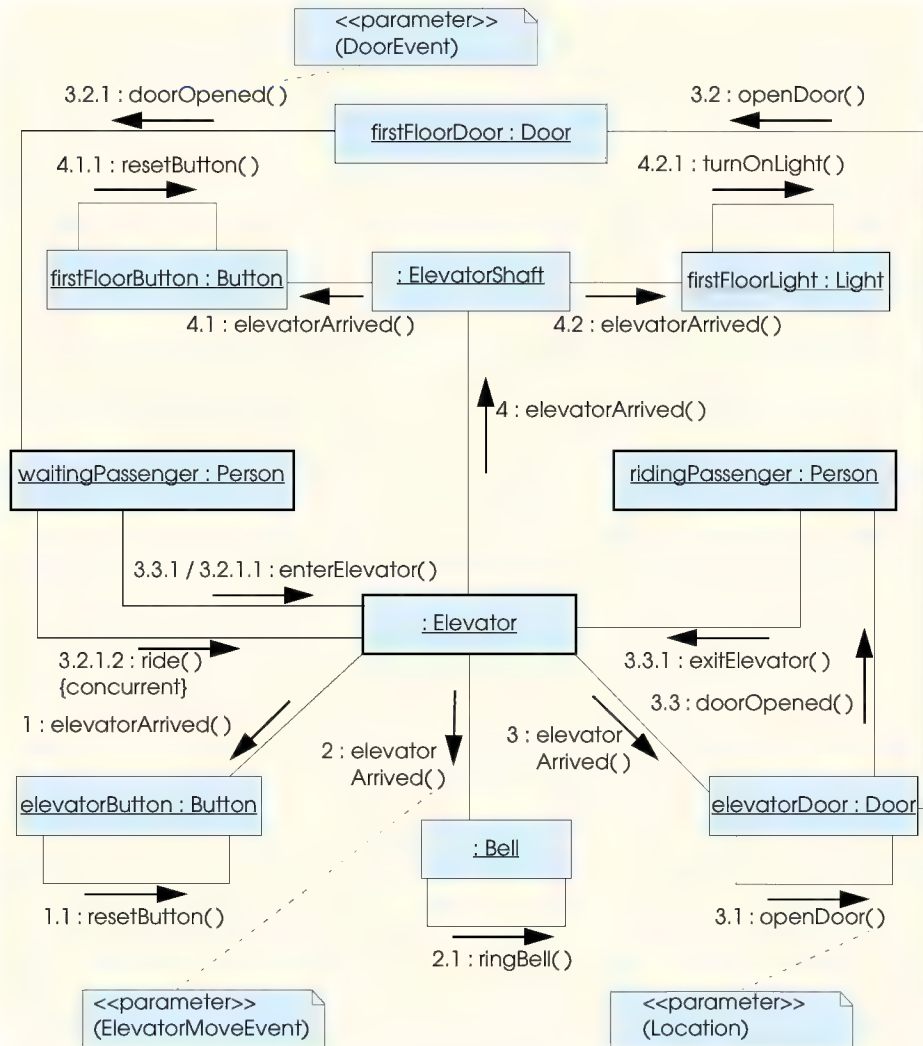 <<parameter>>
(DoorEvent)
3.2.1 : doorOpened()
3.2 : openDoor()
firstFloorDoor : Door
4.1.1 : resetButton()
4.2.1 : turnOnLight( )
firstFloorButton : Button
: ElevatorShaft
firstFloorLight : Light
4.1 : elevatorArrived( )
4.2 : elevatorArrived( )
4 : elevatorArrived( )
waitingPassenger : Person
ridingPassenger : Person
3.3.1 / 3.2.1.1 : enterElevator()
: Elevator
3.2.1.2 : ride()
{concurrent}
3.3.1 : exitElevator()
3.3 : doorOpened()
1 : elevatorArrived( )
2 : elevator
Arrived( )
3 : elevator
Arrived( )
elevatorButton : Button
elevatorDoor : Door
: Bell
1.1 : resetButton()
3.1 : openDoor( )
2.1 : ringBell( )
<<parameter>>
(ElevatorMoveEvent)
<<parameter>>
(Location)